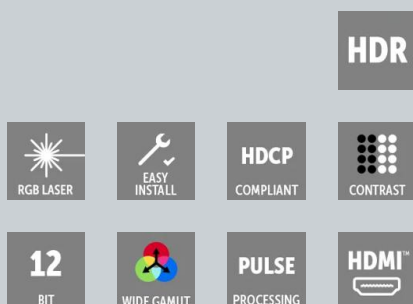 HDR
RGB LASER
EASY
INSTALL
HDCP
COMPLIANT
CONTRAST
12
BIT
WIDE GAMUT
PULSE
PROCESSING
HDMI™